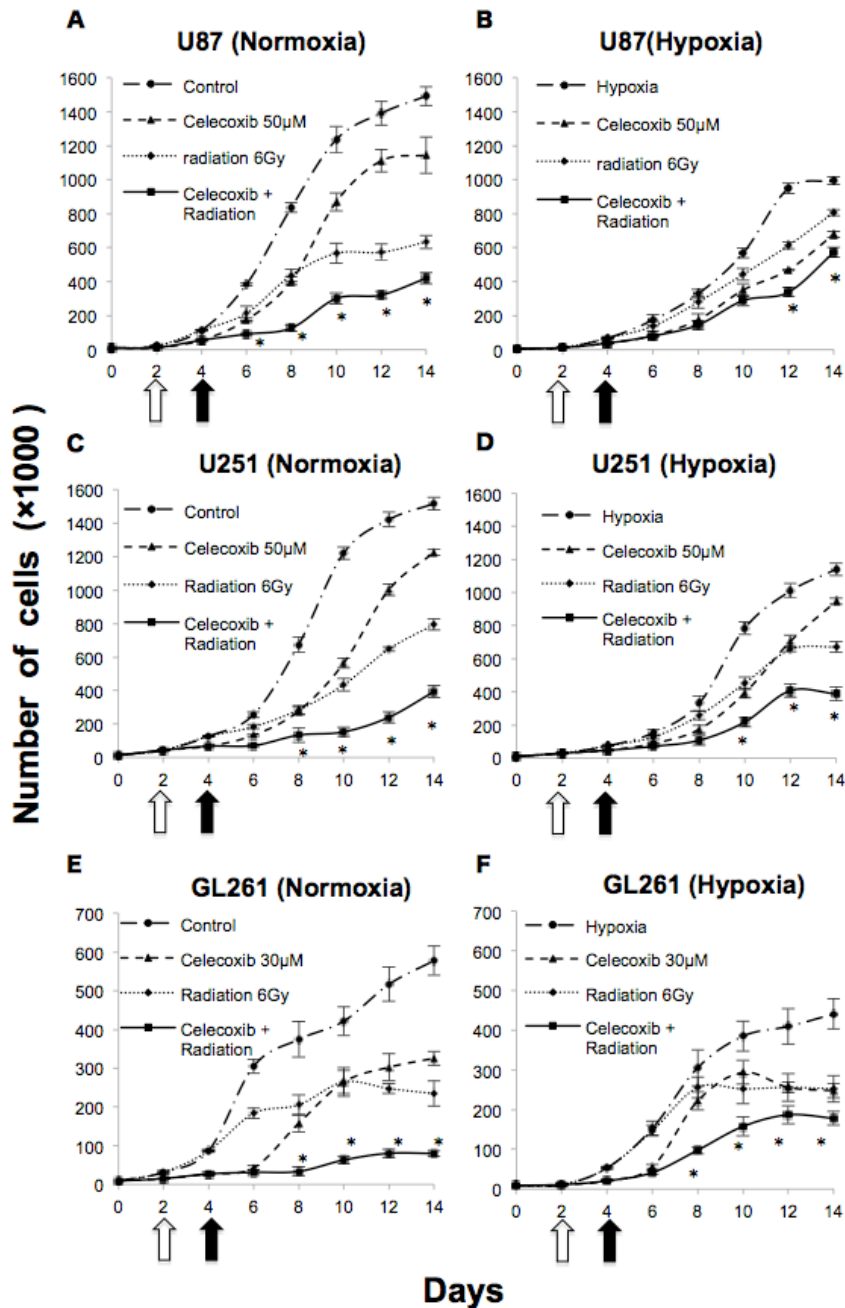 A
U87 (Normoxia)
1600
1400
1200
1000
800
600
400
200
0
Control
Celecoxib 50µM
radiation 6Gy
Celecoxib +
Radiation
*
*
*
*
*
0 2 4 6 8 10 12 14
B
U87(Hypoxia)
1600
1400
1200
1000
800
600
400
200
0
Hypoxia
Celecoxib 50µM
radiation 6Gy
Celecoxib +
Radiation
*
*
0 2 4 6 8 10 12 14
Number of cells (×1000 )
C
U251 (Normoxia)
1600
1400
1200
1000
800
600
400
200
0
Control
Celecoxib 50µM
Radiation 6Gy
Celecoxib +
Radiation
*
*
*
*
0 2 4 6 8 10 12 14
D
U251 (Hypoxia)
1600
1400
1200
1000
800
600
400
200
0
Hypoxia
Celecoxib 50µM
Radiation 6Gy
Celecoxib +
Radiation
*
*
*
0 2 4 6 8 10 12 14
E
GL261 (Normoxia)
700
600
500
400
300
200
100
0
Control
Celecoxib 30µM
Radiation 6Gy
Celecoxib +
Radiation
*
*
*
*
0 2 4 6 8 10 12 14
F
GL261 (Hypoxia)
700
600
500
400
300
200
100
0
Hypoxia
Celecoxib 30µM
Radiation 6Gy
Celecoxib +
Radiation
*
*
*
*
0 2 4 6 8 10 12 14
Days